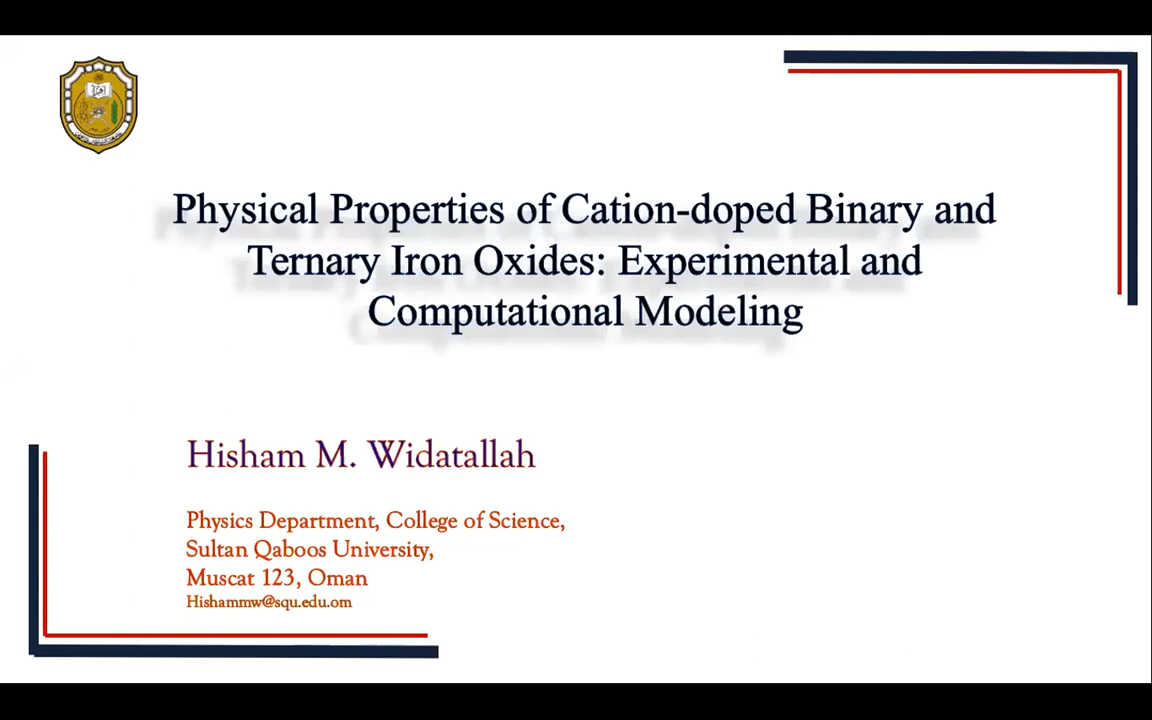 Physical Properties of Cation-doped Binary and
Ternary Iron Oxides: Experimental and
Computational Modeling
Hisham M. Widatallah
Physics Department, College of Science,
Sultan Qaboos University,
Muscat 123, Oman
Hishammw@squ.edu.om